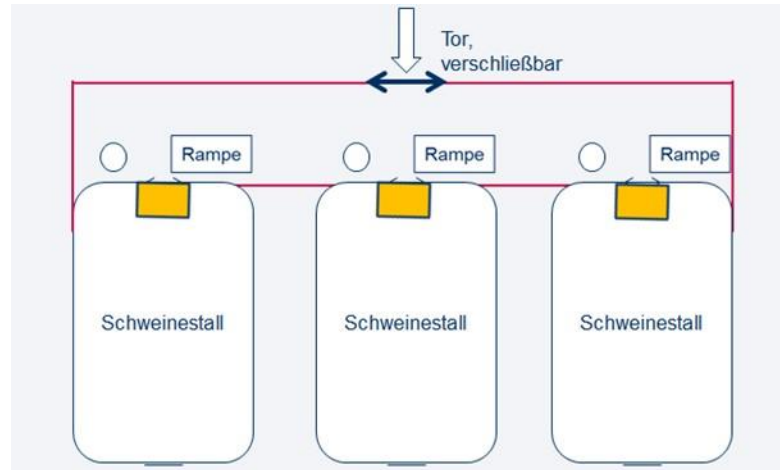 Tor,
verschließbar
Rampe
Rampe
Rampe
Schweinestall
Schweinestall
Schweinestall